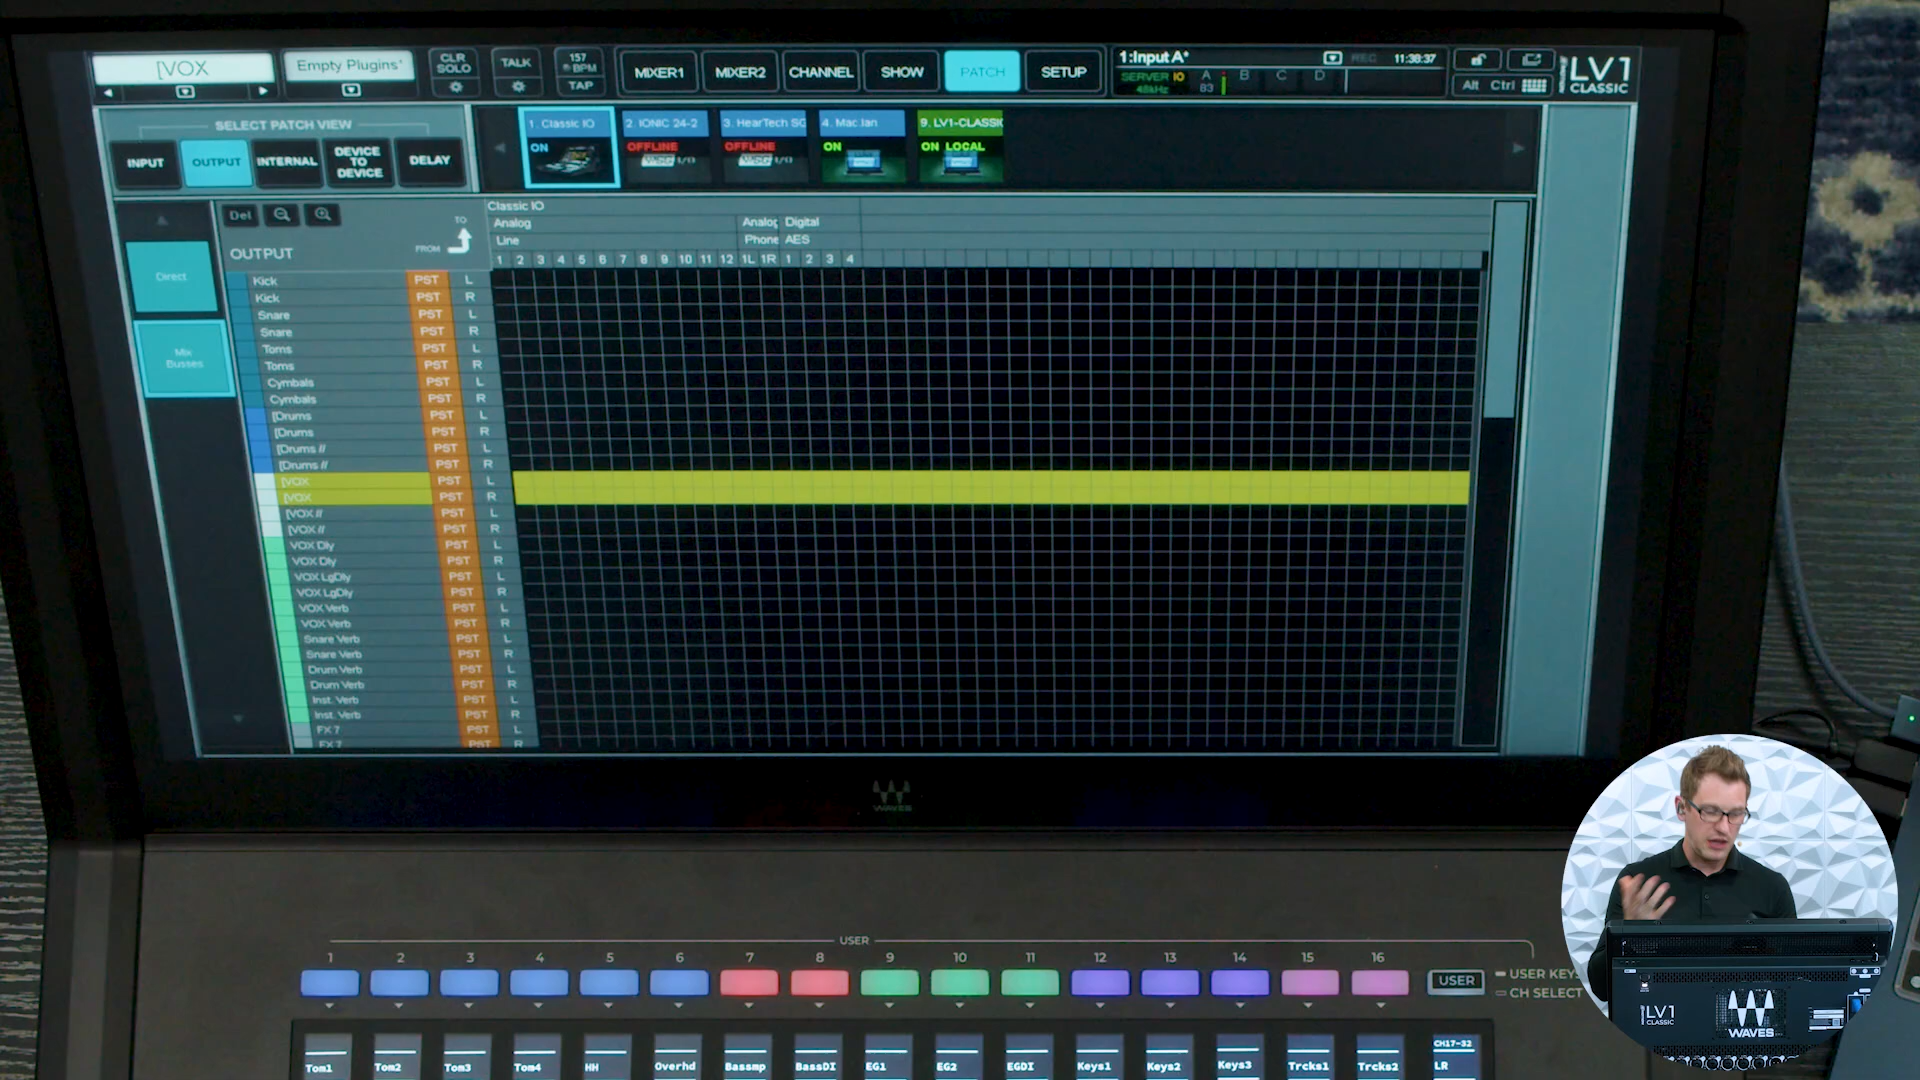 [VOX
Empty Plugins'
CLR SOLO
TALK
157 BPM TAP
MIXER1
MIXER2
CHANNEL
SHOW
PATCH
SETUP
1:Input A*
REC
11:38:37
SERVER IO
48kHz
A B C D
83
Alt
Ctrl
LV1 CLASSIC
SELECT PATCH VIEW
INPUT
OUTPUT
INTERNAL
DEVICE TO DEVICE
DELAY
1. Classic IO
ON
2. IONIC 24-2
OFFLINE
3. HearTech SG
OFFLINE
4. Mac Ian
ON
9. LV1-CLASSIC
ON LOCAL
Del
OUTPUT
FROM
TO
Classic IO
Analog
Analog
Digital
Line
Phone
AES
1 2 3 4 5 6 7 8 9 10 11 12 1L 1R 1 2 3 4
Direct
Mix Busses
Kick PST L
Kick PST R
Snare PST L
Snare PST R
Toms PST L
Toms PST R
Cymbals PST L
Cymbals PST R
[Drums PST L
[Drums PST R
[Drums // PST L
[Drums // PST R
[VOX PST L
[VOX PST R
[VOX // PST L
[VOX // PST R
VOX Dly PST L
VOX Dly PST R
VOX LgDly PST L
VOX LgDly PST R
VOX Verb PST L
VOX Verb PST R
Snare Verb PST L
Snare Verb PST R
Drum Verb PST L
Drum Verb PST R
Inst. Verb PST L
Inst. Verb PST R
FX 7 PST L
FX 7 PST R
WAVES
USER
1 2 3 4 5 6 7 8 9 10 11 12 13 14 15 16
USER
USER KEYS
CH SELECT
Tom1 Tom2 Tom3 Tom4 HH Overhd Bassmp BassDI EG1 EG2 EGDI Keys1 Keys2 Keys3 Trcks1 Trcks2
CH17-32
LR
LV1 CLASSIC
WAVES